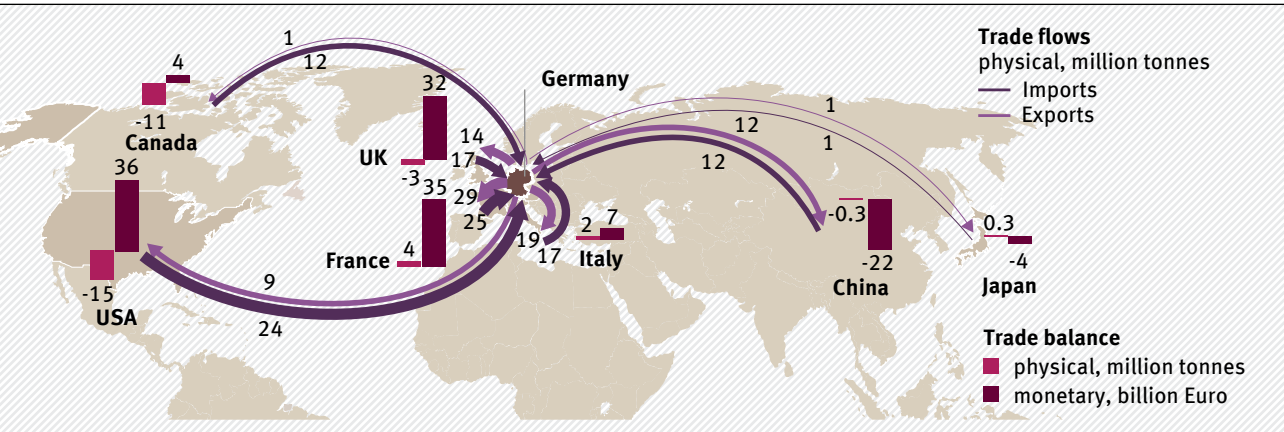 Trade flows
physical, million tonnes
Imports
Exports
1
12
4
-11
Canada
36
-15
USA
9
24
Germany
32
UK
-3
14
17
35
29
25
4
France
19
17
2 7
Italy
1
12
1
12
-0.3
-22
China
0.3
-4
Japan
Trade balance
physical, million tonnes
monetary, billion Euro